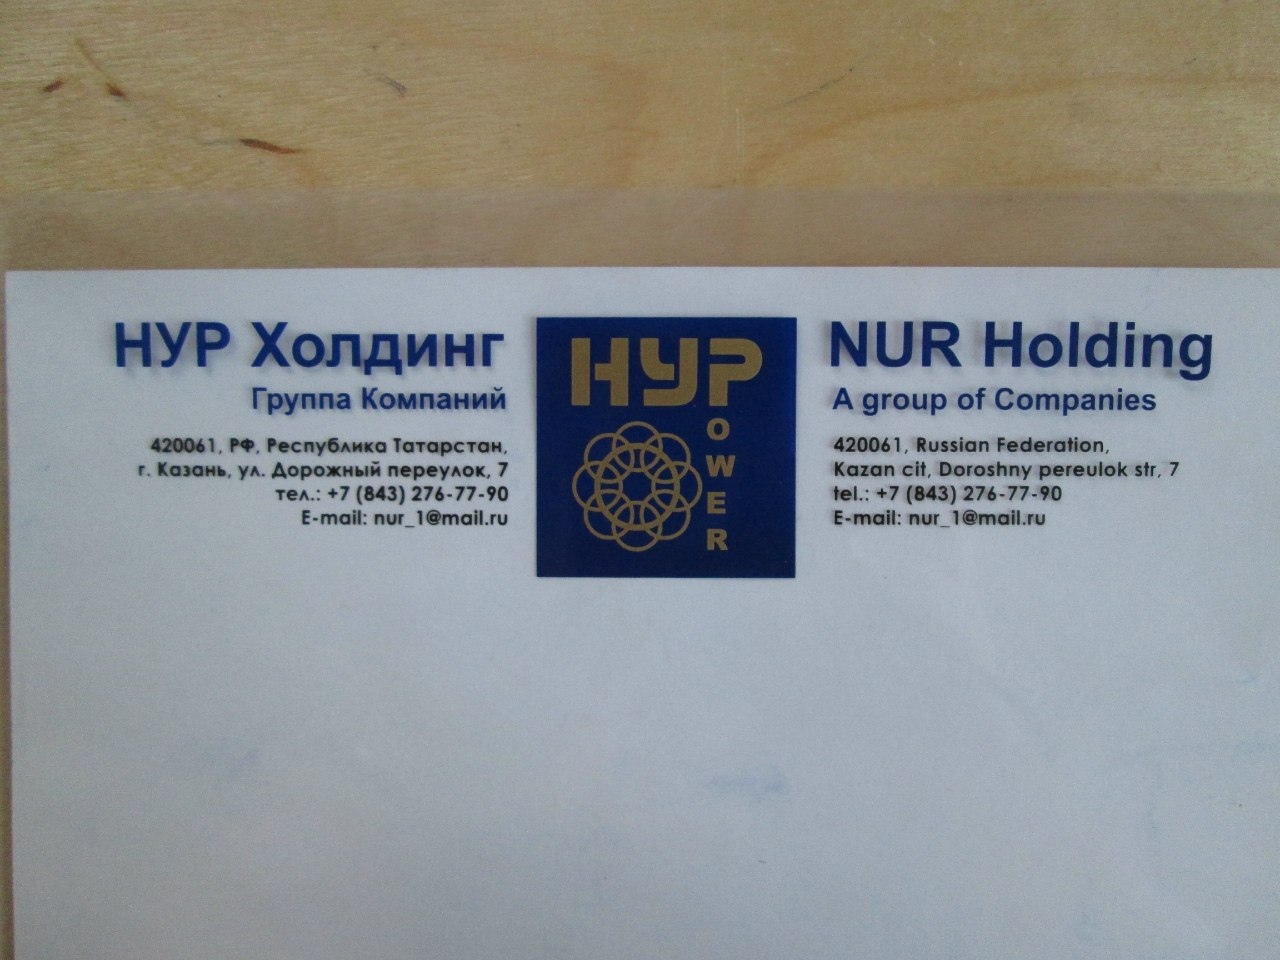 НУР Холдинг
Группа Компаний
420061, РФ, Республика Татарстан,
г. Казань, ул. Дорожный переулок, 7
тел.: +7 (843) 276-77-90
E-mail: nur_1@mail.ru
НУР
OWER
NUR Holding
A group of Companies
420061, Russian Federation,
Kazan cit, Doroshny pereulok str, 7
tel.: +7 (843) 276-77-90
E-mail: nur_1@mail.ru